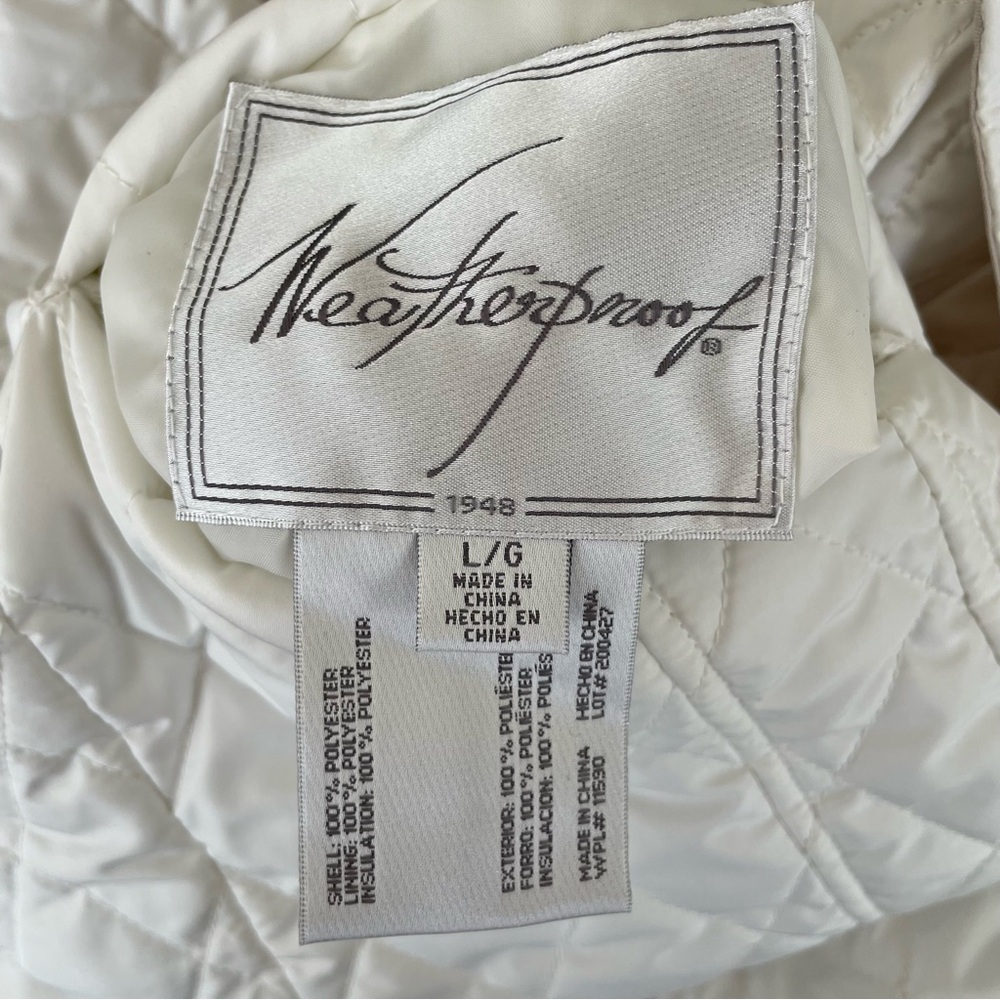 Weatherproof ®
1948
L/G
MADE IN
CHINA
HECHO EN
CHINA
SHELL: 100% POLYESTER
LINING: 100% POLYESTER
INSULATION: 100% POLYESTER
EXTERIOR: 100% POLIÉSTE
FORRO: 100% POLIÉSTER
INSULACION: 100% POLIÉS
MADE IN CHINA HECHO EN CHINA
WPL# 11590 LOT# 200427